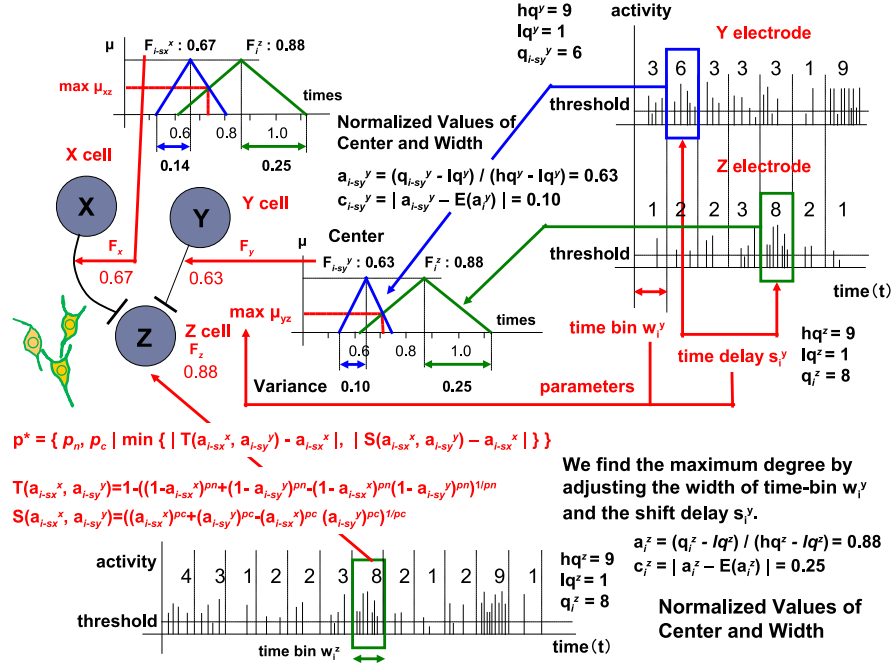 μ
F_{i-sx}^x : 0.67
F_i^z : 0.88
max μ_{xz}
times
0.6 0.8 1.0
0.14
0.25
X cell
X
Y
Y cell
F_x
0.67
F_y
0.63
Z
Z cell
F_z
0.88
Normalized Values of
Center and Width
a_{i-sy}^y = (q_{i-sy}^y - lq^y) / (hq^y - lq^y) = 0.63
c_{i-sy}^y = | a_{i-sy}^y – E(a_i^y) | = 0.10
μ
Center
F_{i-sy}^y : 0.63
F_i^z : 0.88
max μ_{yz}
times
0.6 0.8 1.0
Variance
0.10
0.25
hq^y = 9
lq^y = 1
q_{i-sy}^y = 6
activity
Y electrode
3 6 3 3 3 1 9
threshold
Z electrode
1 2 2 3 8 2 1
threshold
time(t)
time bin w_i^y
time delay s_i^y
parameters
hq^z = 9
lq^z = 1
q_i^z = 8
p* = { p_n, p_c | min { | T(a_{i-sx}^x, a_{i-sy}^y) - a_{i-sx}^x |, | S(a_{i-sx}^x, a_{i-sy}^y) – a_{i-sx}^x | } }
T(a_{i-sx}^x, a_{i-sy}^y)=1-((1-a_{i-sx}^x)^{pn}+(1- a_{i-sy}^y)^{pn}-(1- a_{i-sx}^x)^{pn}(1- a_{i-sy}^y)^{pn})^{1/pn}
S(a_{i-sx}^x, a_{i-sy}^y)=((a_{i-sx}^x)^{pc}+(a_{i-sy}^y)^{pc}-(a_{i-sx}^x)^{pc} (a_{i-sy}^y)^{pc})^{1/pc}
We find the maximum degree by
adjusting the width of time-bin w_i^y
and the shift delay s_i^y.
a_i^z = (q_i^z - lq^z) / (hq^z - lq^z) = 0.88
c_i^z = | a_i^z – E(a_i^z) | = 0.25
Normalized Values of
Center and Width
activity
4 3 1 2 2 3 8 2 1 2 9 1
threshold
time bin w_i^z
time(t)
hq^z = 9
lq^z = 1
q_i^z = 8